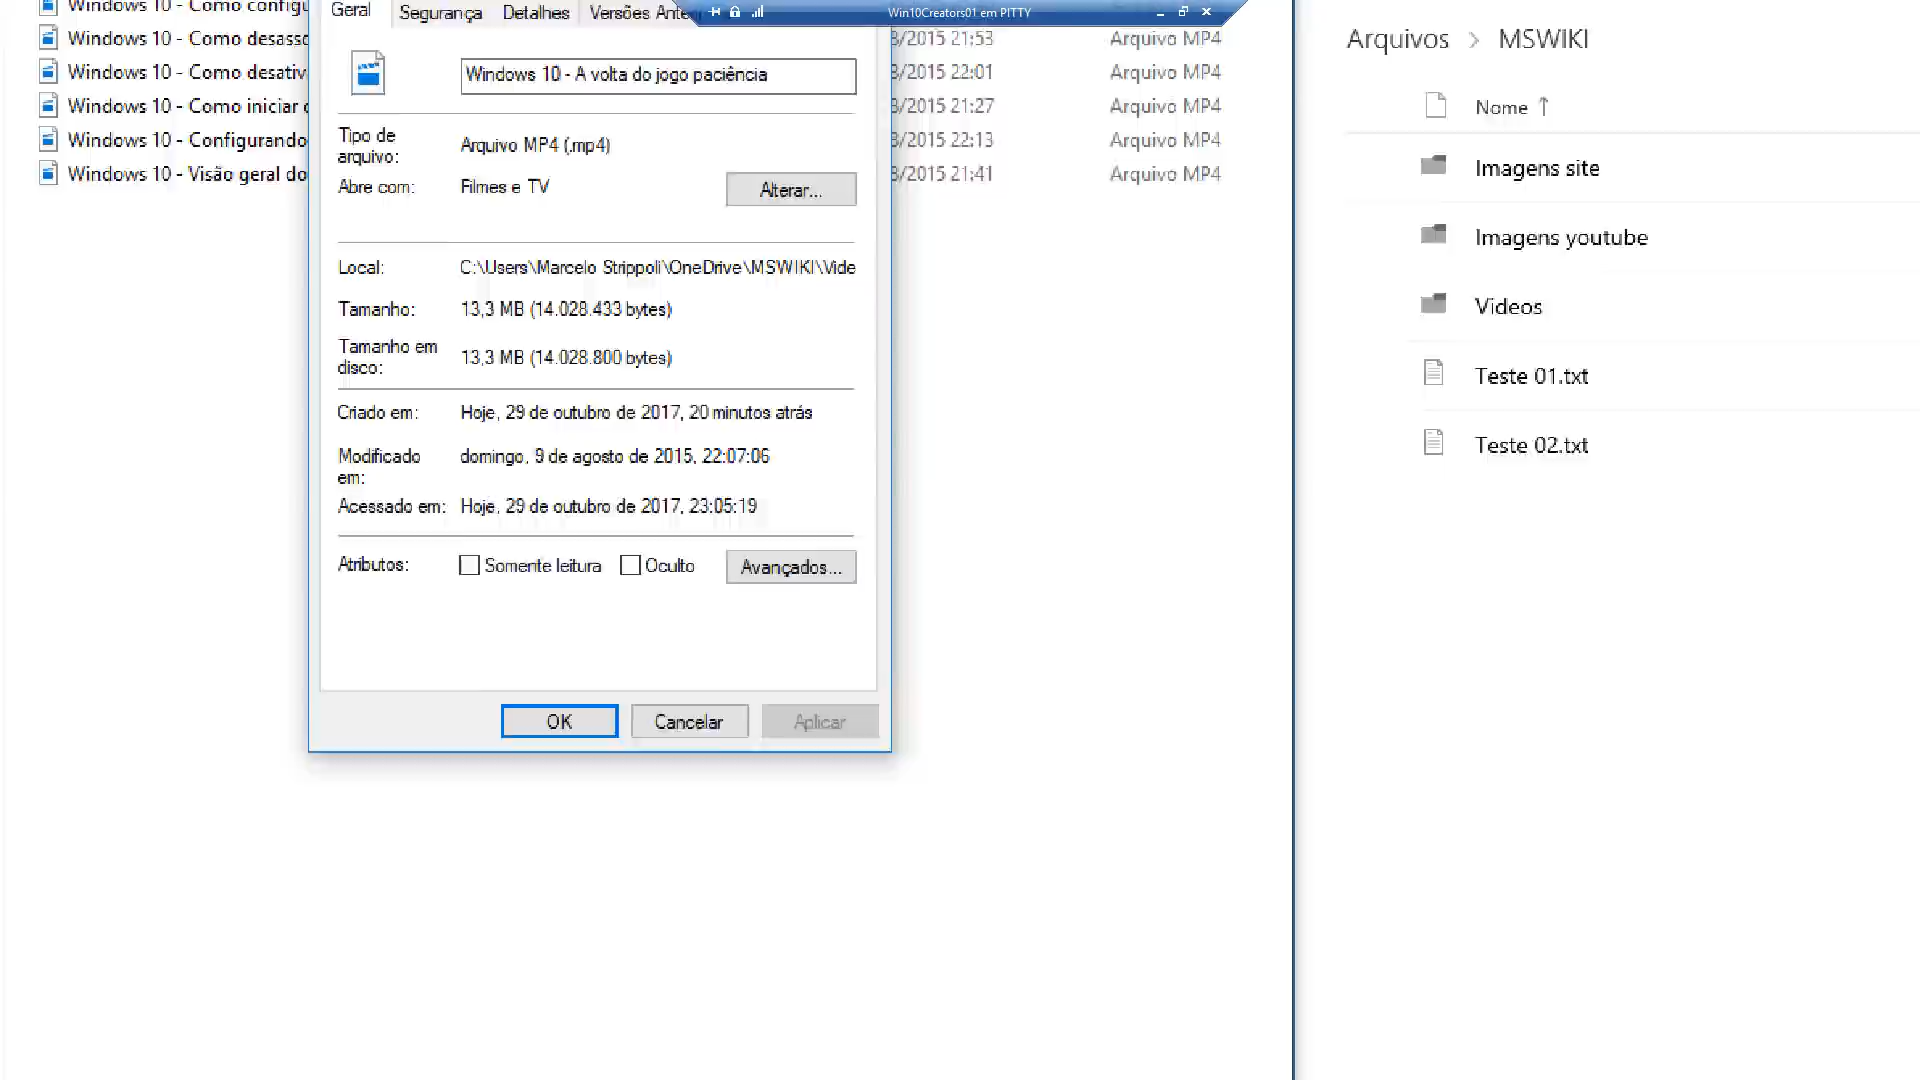 Windows 10 - Como configu
Windows 10 - Como desasso
Windows 10 - Como desativ
Windows 10 - Como iniciar
Windows 10 - Configurando
Windows 10 - Visão geral do
Geral
Segurança
Detalhes
Versões Ante
Win10Creators01 em PITTY
Windows 10 - A volta do jogo paciência
Tipo de
arquivo:
Arquivo MP4 (.mp4)
Abre com:
Filmes e TV
Alterar...
Local:
C:\Users\Marcelo Strippoli\OneDrive\MSWIKI\Vide
Tamanho:
13,3 MB (14.028.433 bytes)
Tamanho em
disco:
13,3 MB (14.028.800 bytes)
Criado em:
Hoje, 29 de outubro de 2017, 20 minutos atrás
Modificado
em:
domingo, 9 de agosto de 2015, 22:07:06
Acessado em:
Hoje, 29 de outubro de 2017, 23:05:19
Atributos:
Somente leitura
Oculto
Avançados...
OK
Cancelar
Aplicar
/2015 21:53
Arquivo MP4
/2015 22:01
Arquivo MP4
/2015 21:27
Arquivo MP4
/2015 22:13
Arquivo MP4
/2015 21:41
Arquivo MP4
Arquivos > MSWIKI
Nome ↑
Imagens site
Imagens youtube
Videos
Teste 01.txt
Teste 02.txt